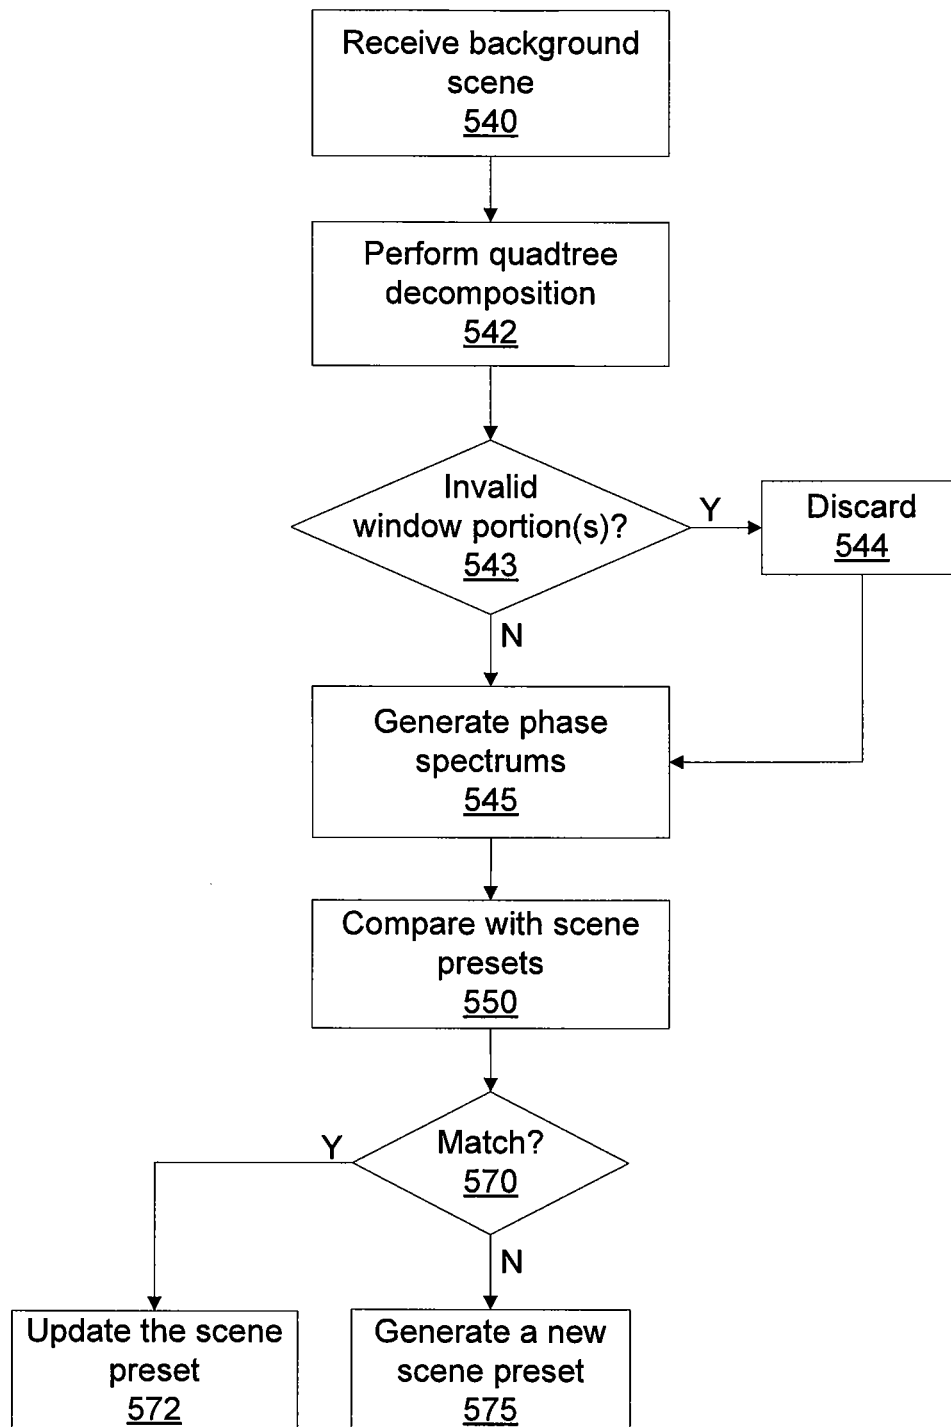 Receive background
scene
540
Perform quadtree
decomposition
542
Invalid
window portion(s)?
543
Y
Discard
544
N
Generate phase
spectrums
545
Compare with scene
presets
550
Match?
570
Y
N
Update the scene
preset
572
Generate a new
scene preset
575